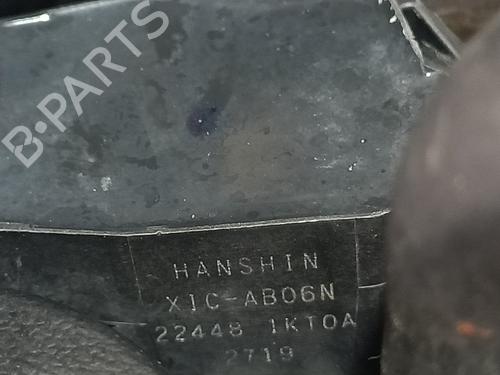 B-PARTS
HANSHIN
X1C-AB06N
22448 1KT0A
2719